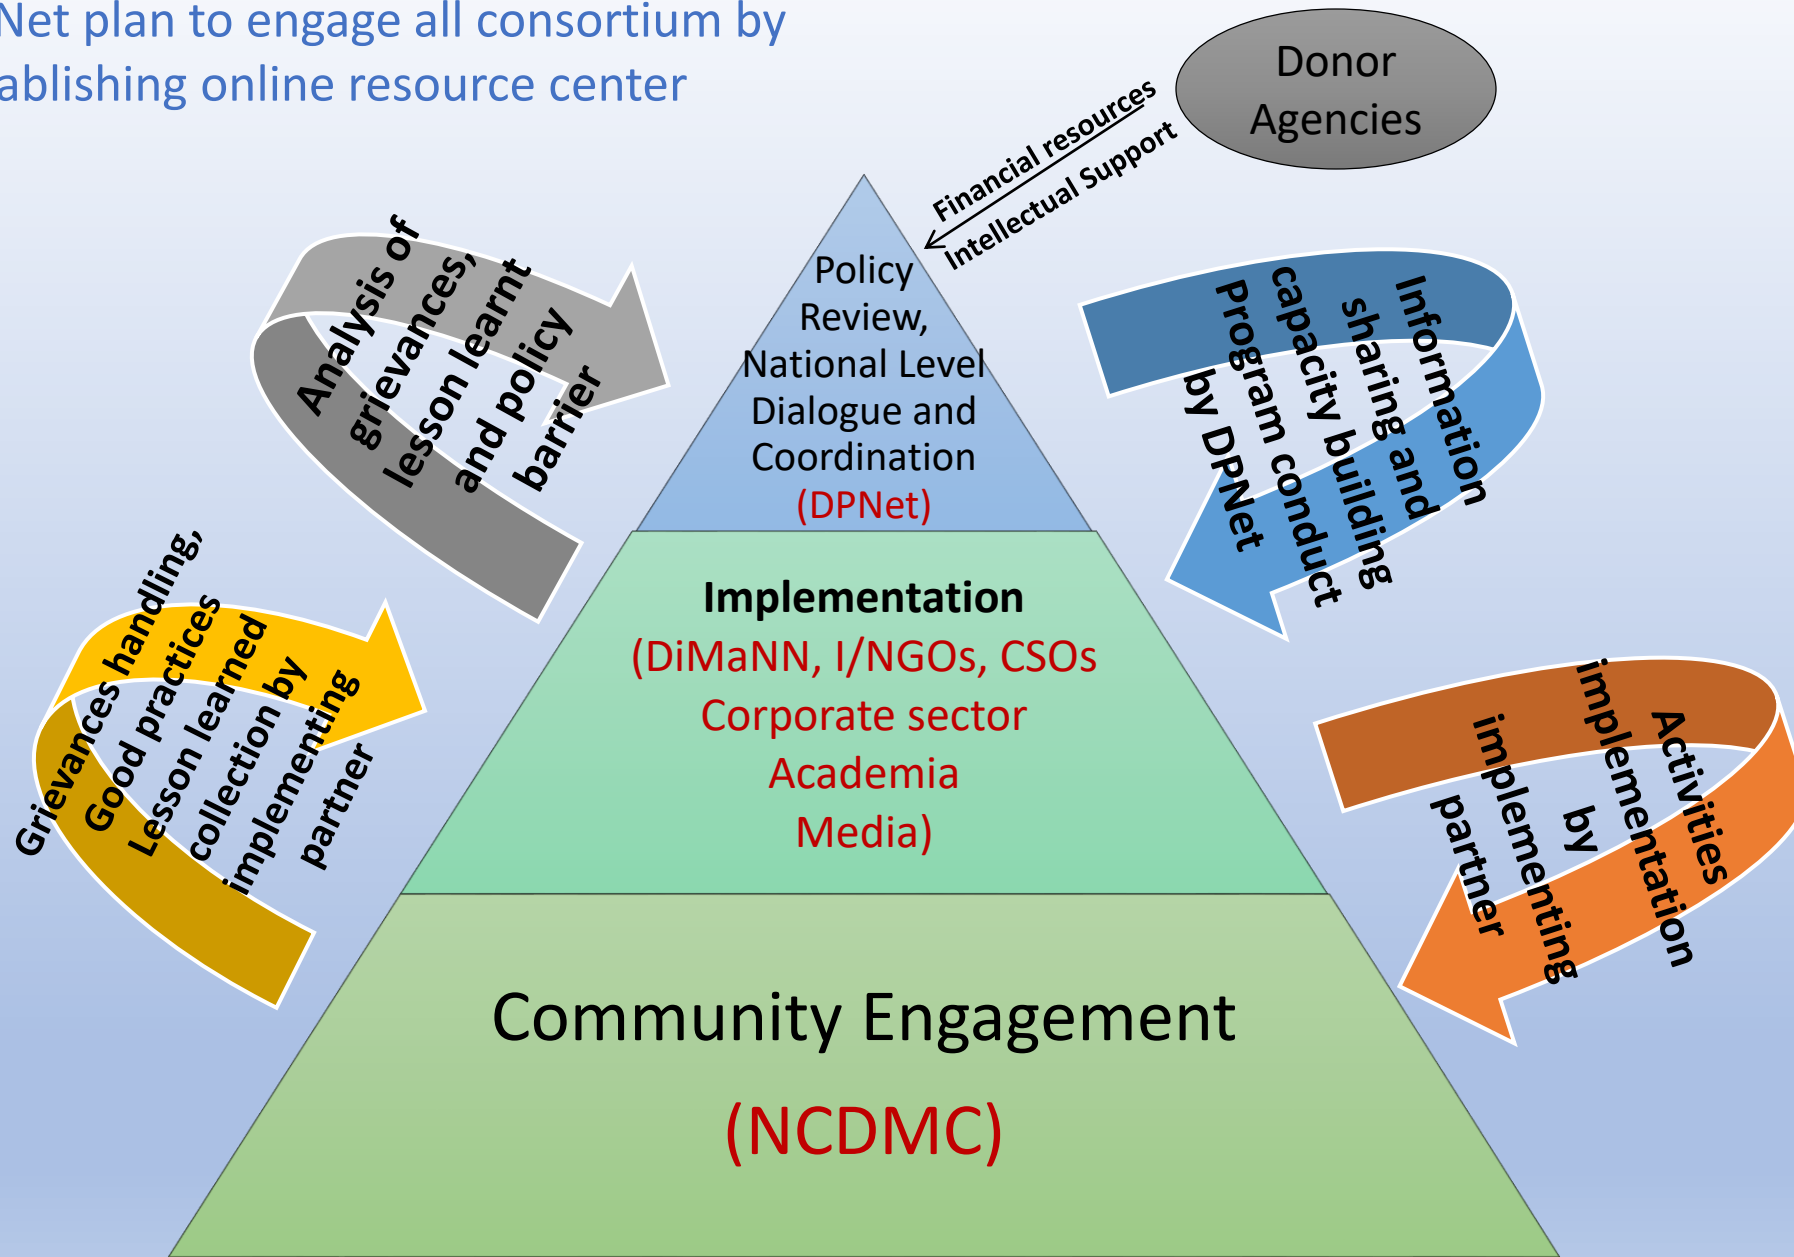 Net plan to engage all consortium by
ablishing online resource center
Donor
Agencies
Financial resources
Intellectual Support
Policy
Review,
National Level
Dialogue and
Coordination
(DPNet)
Analysis of
grievances,
lesson learnt
and policy
barrier
Information
sharing and
capacity building
Program conduct
by DPNet
Implementation
(DiMaNN, I/NGOs, CSOs
Corporate sector
Academia
Media)
Grievances handling,
Good practices
Lesson learned
collection by
implementing
partner
Activities
implementation
by
implementing
partner
Community Engagement
(NCDMC)